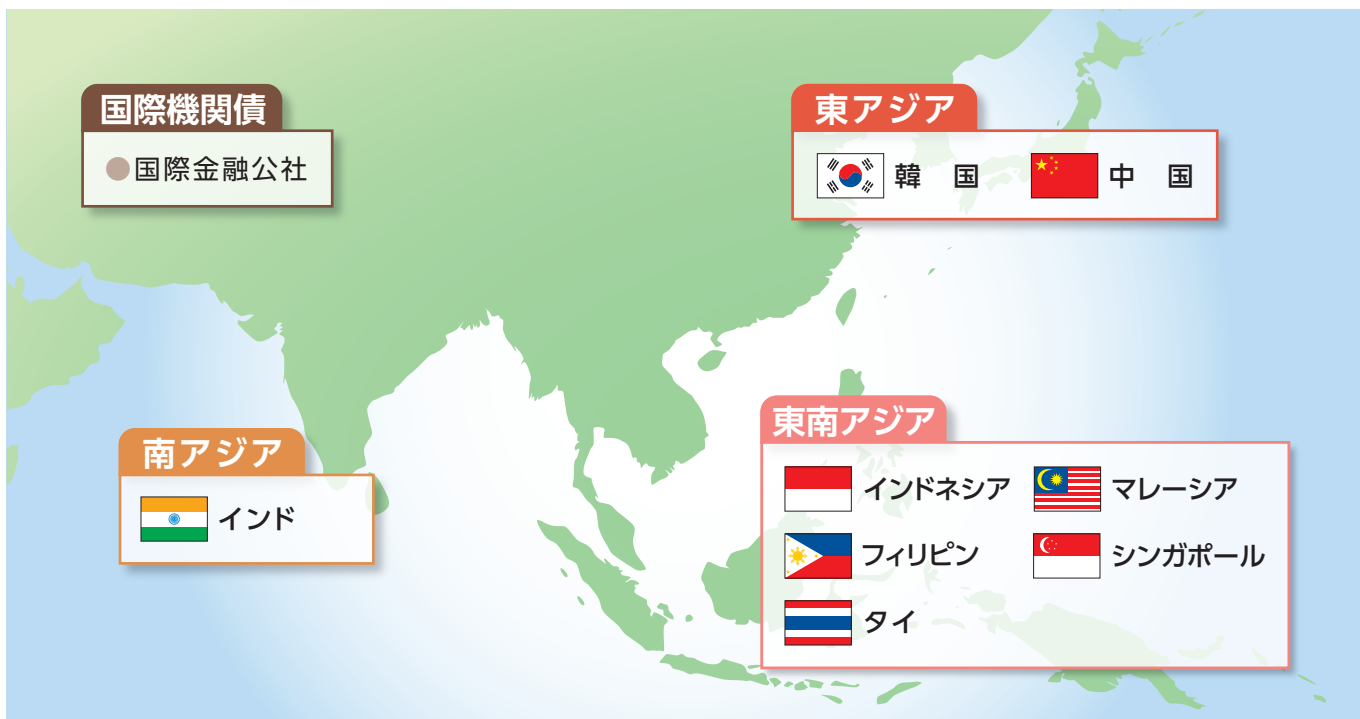 国際機関債
●国際金融公社
東アジア
韓　国
中　国
南アジア
インド
東南アジア
インドネシア
マレーシア
フィリピン
シンガポール
タイ